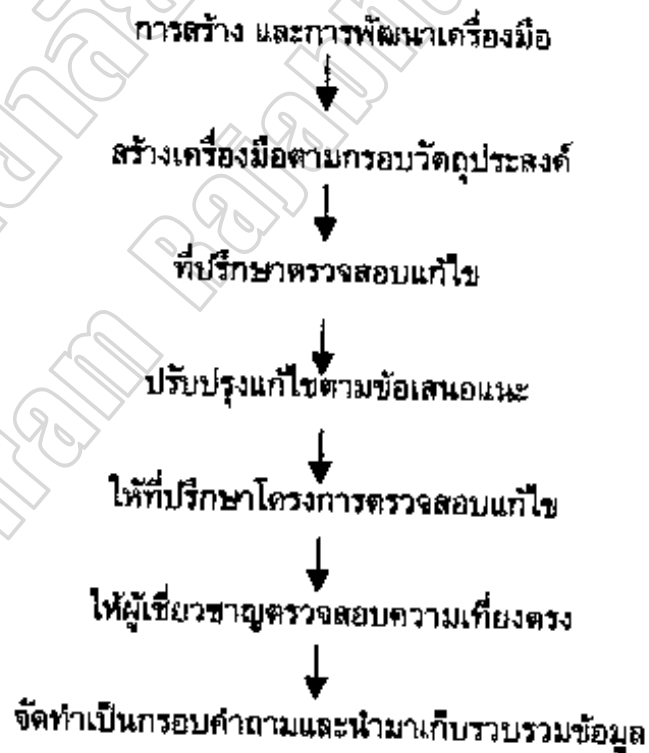 การสร้าง และการพัฒนาเครื่องมือ
สร้างเครื่องมือตามกรอบวัตถุประสงค์
ที่ปรึกษาตรวจสอบแก้ไข
ปรับปรุงแก้ไขตามข้อเสนอแนะ
ให้ที่ปรึกษาโครงการตรวจสอบแก้ไข
ให้ผู้เชี่ยวชาญตรวจสอบความเที่ยงตรง
จัดทำเป็นกรอบคำถามและนำมาเก็บรวบรวมข้อมูล